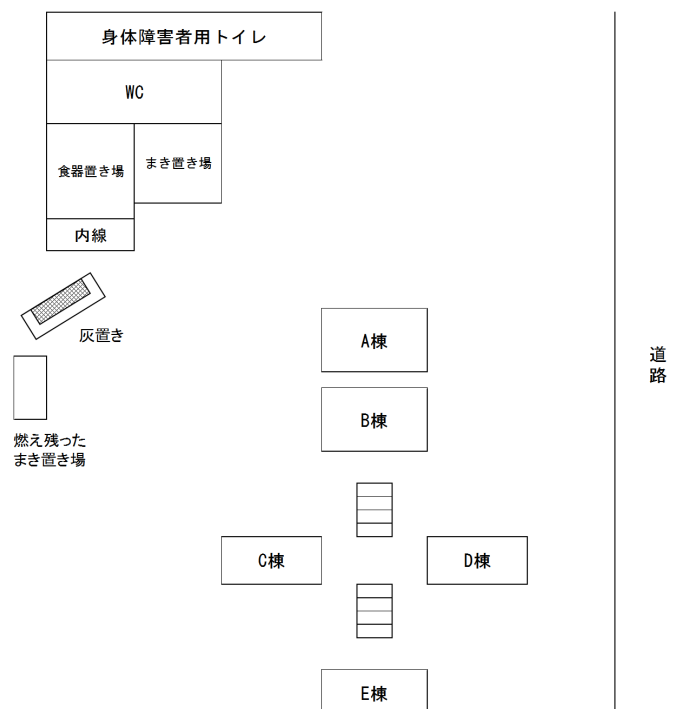 身体障害者用トイレ
WC
食器置き場
まき置き場
内線
灰置き
燃え残った
まき置き場
A棟
B棟
C棟
D棟
E棟
道
路